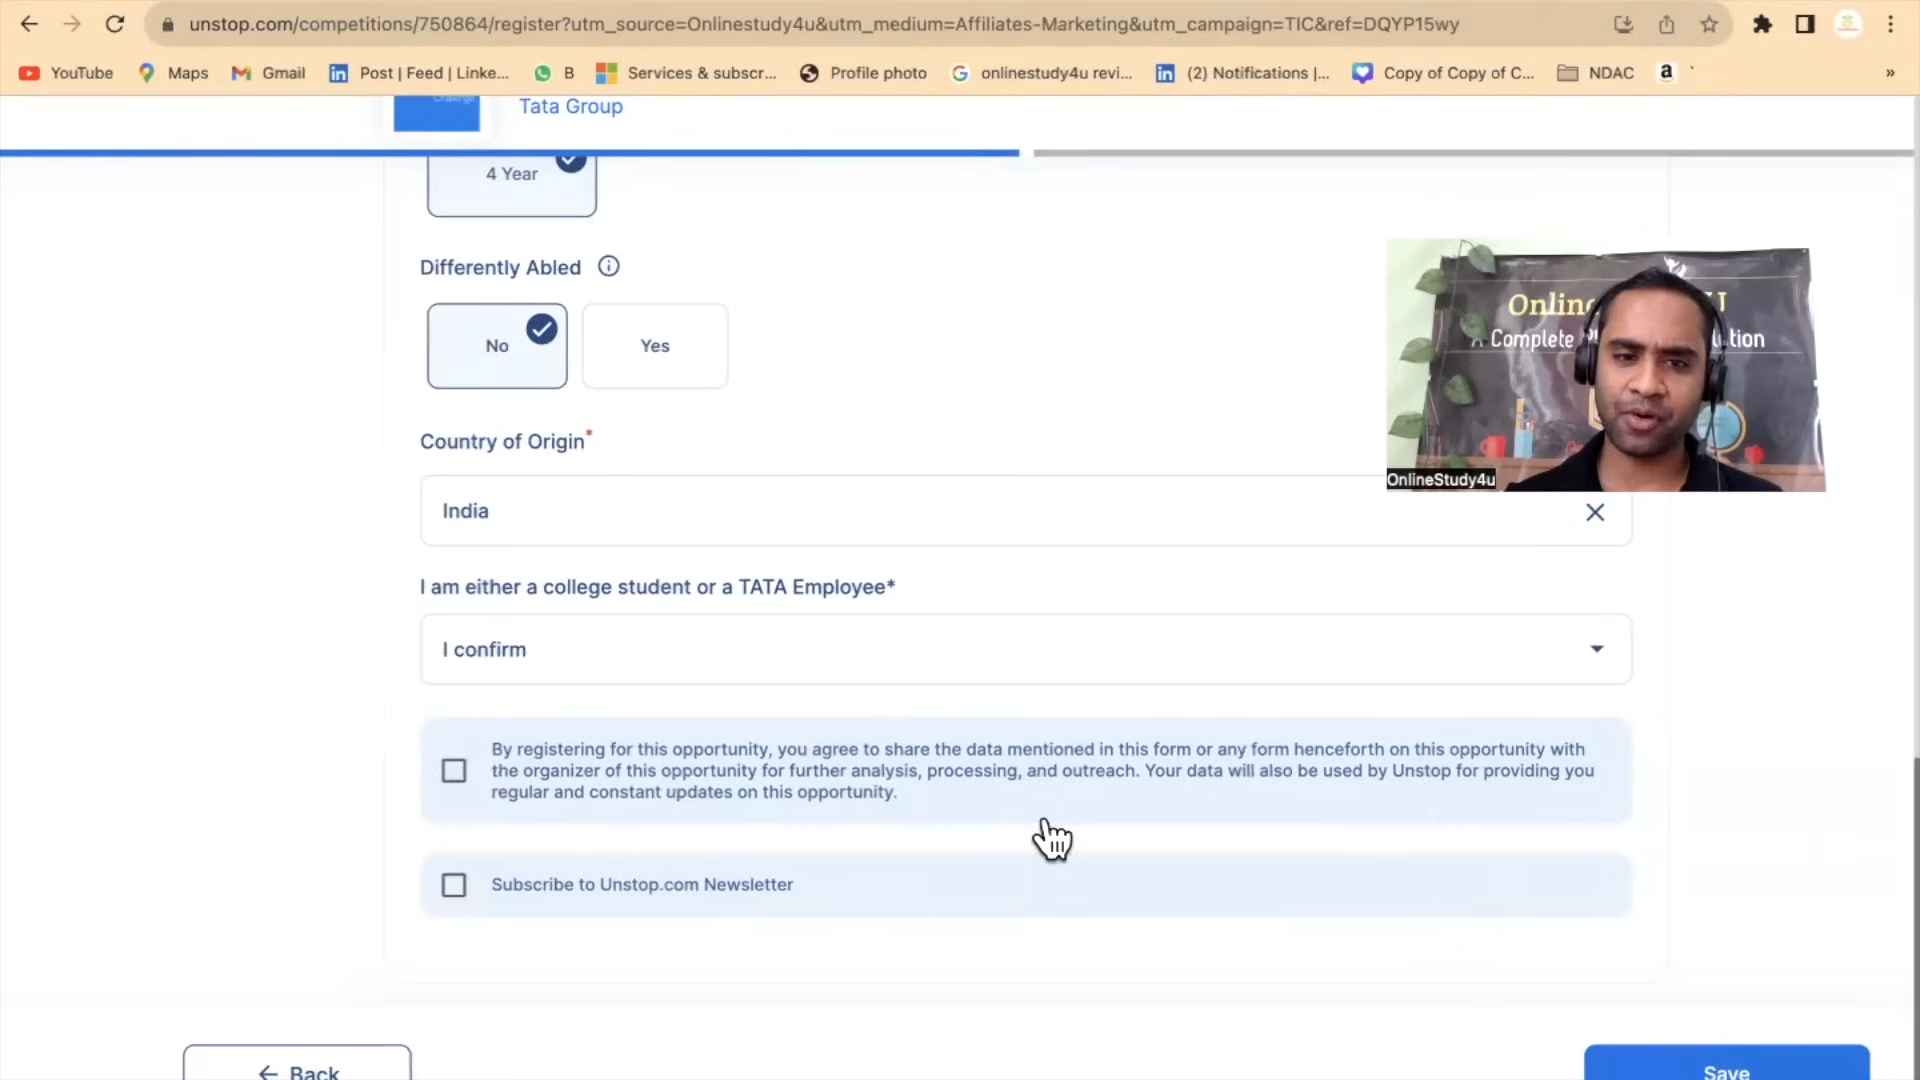 unstop.com/competitions/750864/register?utm_source=Onlinestudy4u&utm_medium=Affiliates-Marketing&utm_campaign=TIC&ref=DQYP15wy
YouTube Maps Gmail Post | Feed | Linke... B Services & subscr... Profile photo onlinestudy4u revi... (2) Notifications |... Copy of Copy of C... NDAC »
Challenge
Tata Group
4 Year
Differently Abled
No Yes
Onlin U
A Complete
OnlineStudy4u
Country of Origin*
India
I am either a college student or a TATA Employee*
I confirm
By registering for this opportunity, you agree to share the data mentioned in this form or any form henceforth on this opportunity with
the organizer of this opportunity for further analysis, processing, and outreach. Your data will also be used by Unstop for providing you
regular and constant updates on this opportunity.
Subscribe to Unstop.com Newsletter
← Back Save